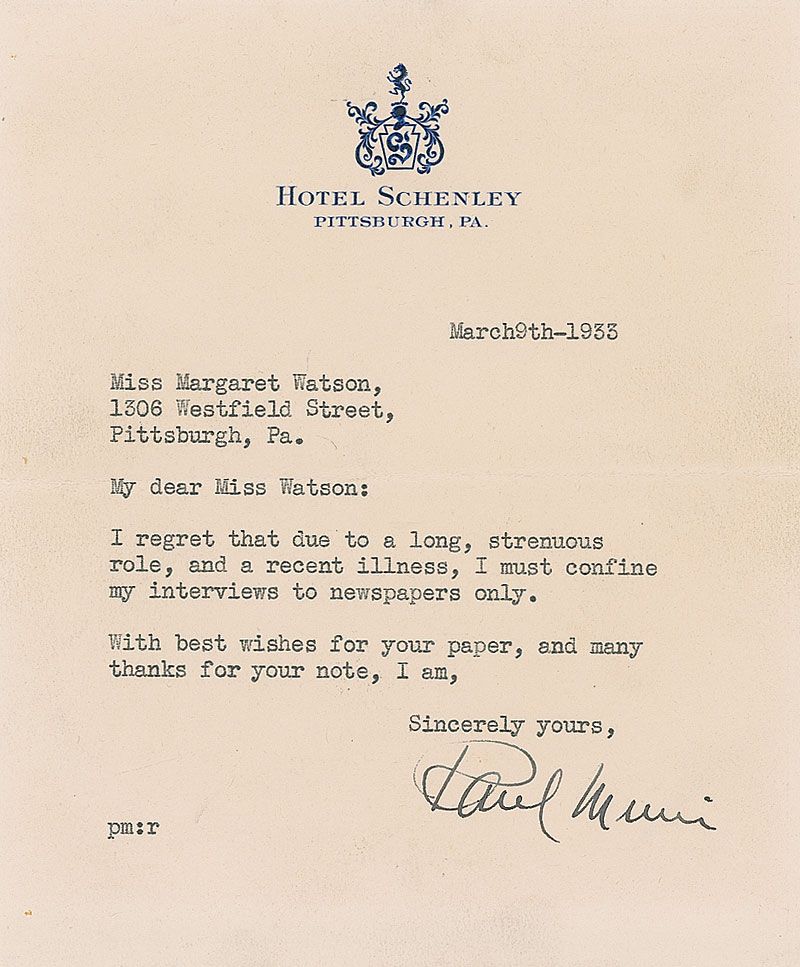 HOTEL SCHENLEY
PITTSBURGH, PA.
March9th-1933
Miss Margaret Watson,
1306 Westfield Street,
Pittsburgh, Pa.
My dear Miss Watson:
I regret that due to a long, strenuous
role, and a recent illness, I must confine
my interviews to newspapers only.
With best wishes for your paper, and many
thanks for your note, I am,
Sincerely yours,
Paul Muni
pm:r